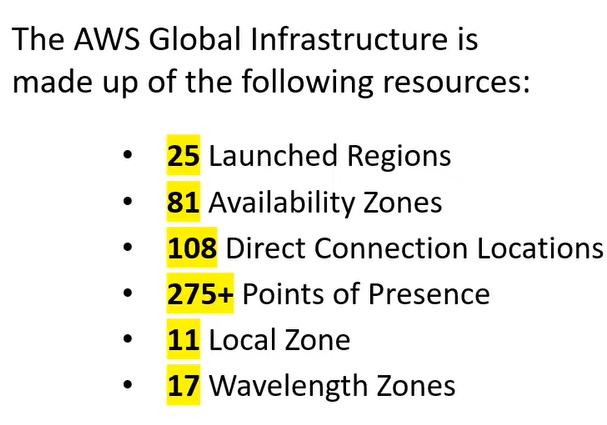 The AWS Global Infrastructure is
made up of the following resources:
• 25 Launched Regions
• 81 Availability Zones
• 108 Direct Connection Locations
• 275+ Points of Presence
• 11 Local Zone
• 17 Wavelength Zones